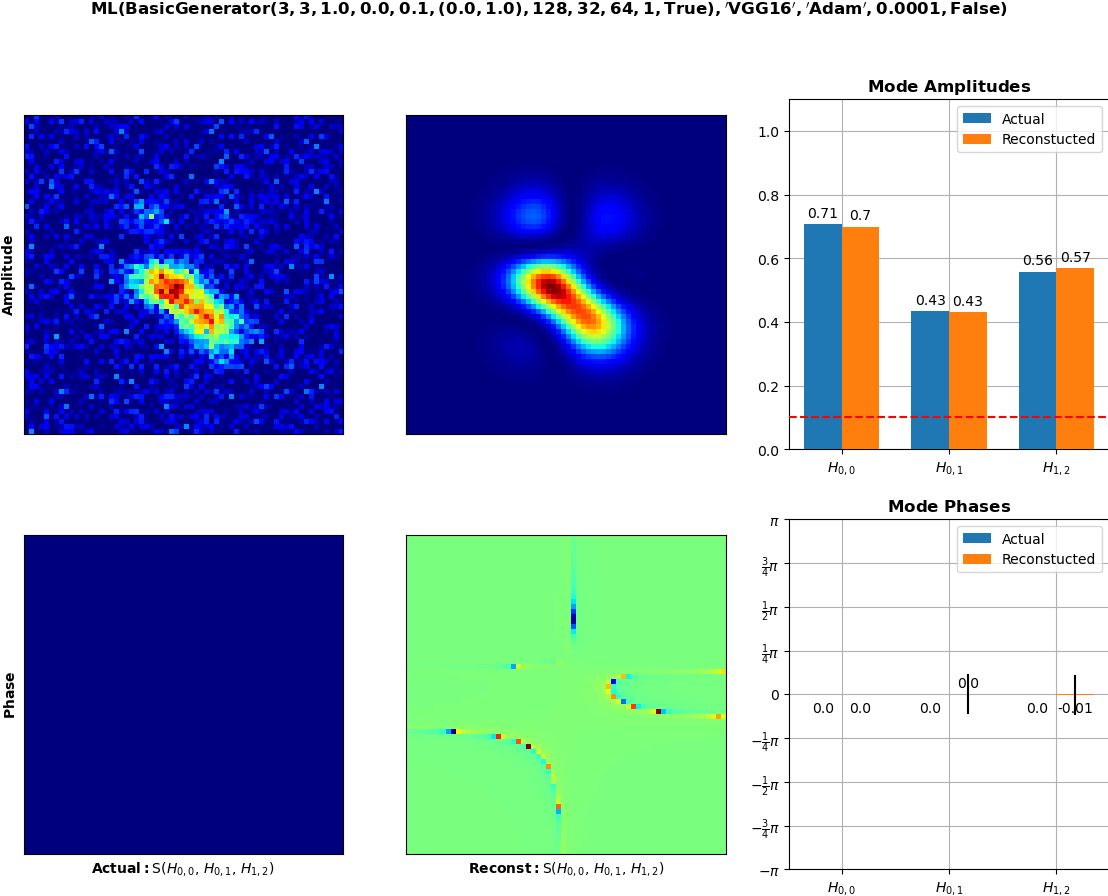 ML(BasicGenerator(3, 3, 1.0, 0.0, 0.1, (0.0, 1.0), 128, 32, 64, 1, True), ′VGG16′, ′Adam′, 0.0001, False)
Mode Amplitudes
Actual
Reconstucted
1.0
0.8
0.6
0.4
0.2
0.0
0.71
0.7
0.43
0.43
0.56
0.57
H0,0
H0,1
H1,2
Amplitude
Mode Phases
Actual
Reconstucted
π
3/4π
1/2π
1/4π
0
−1/4π
−1/2π
−3/4π
−π
0.0
0.0
0.0
0.0
0.0
-0.01
H0,0
H0,1
H1,2
Phase
Actual: S(H0,0, H0,1, H1,2)
Reconst: S(H0,0, H0,1, H1,2)